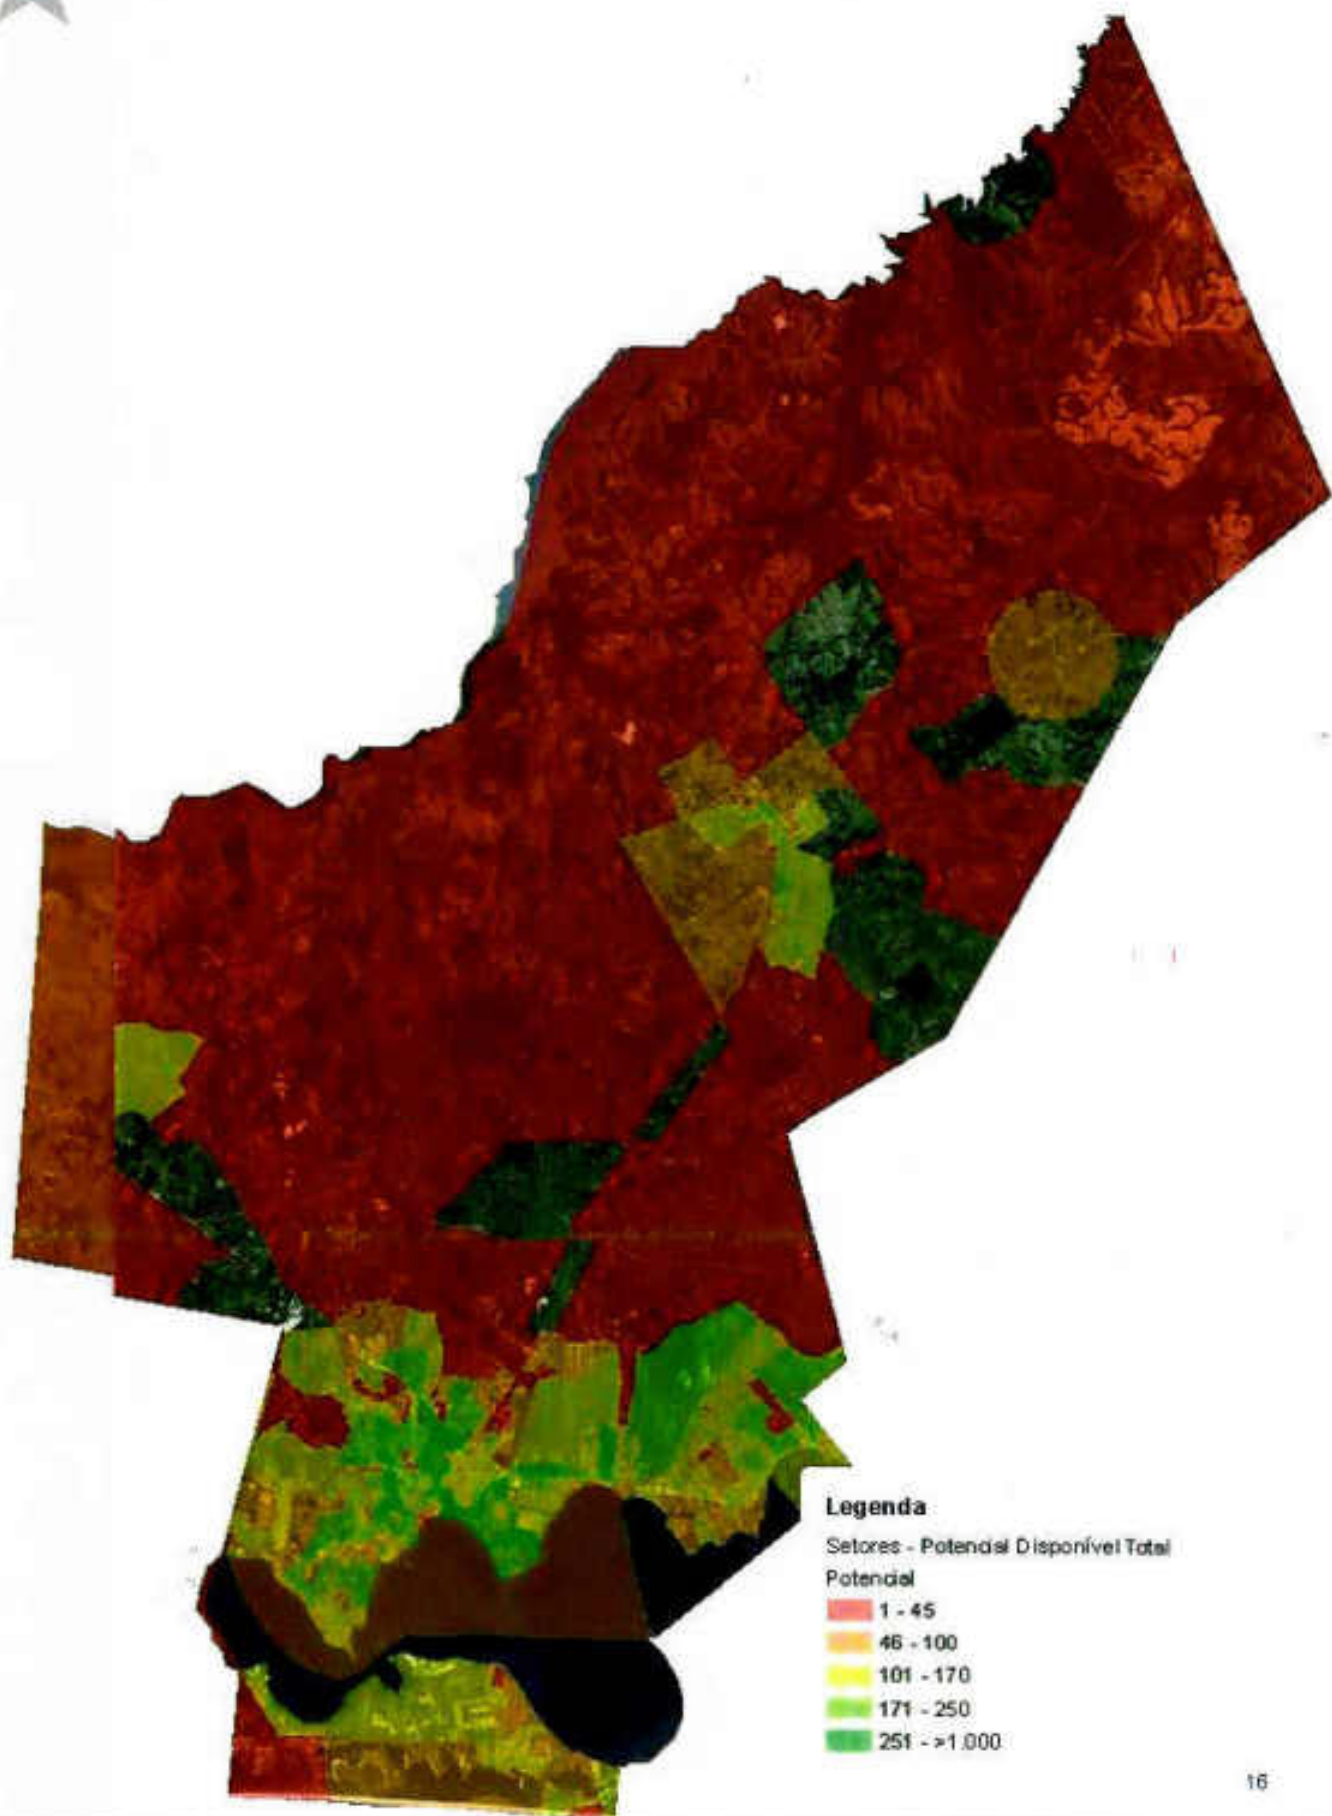 Legenda
Setores - Potencial Disponível Total
Potencial
1 - 45
46 - 100
101 - 170
171 - 250
251 - >1.000
16